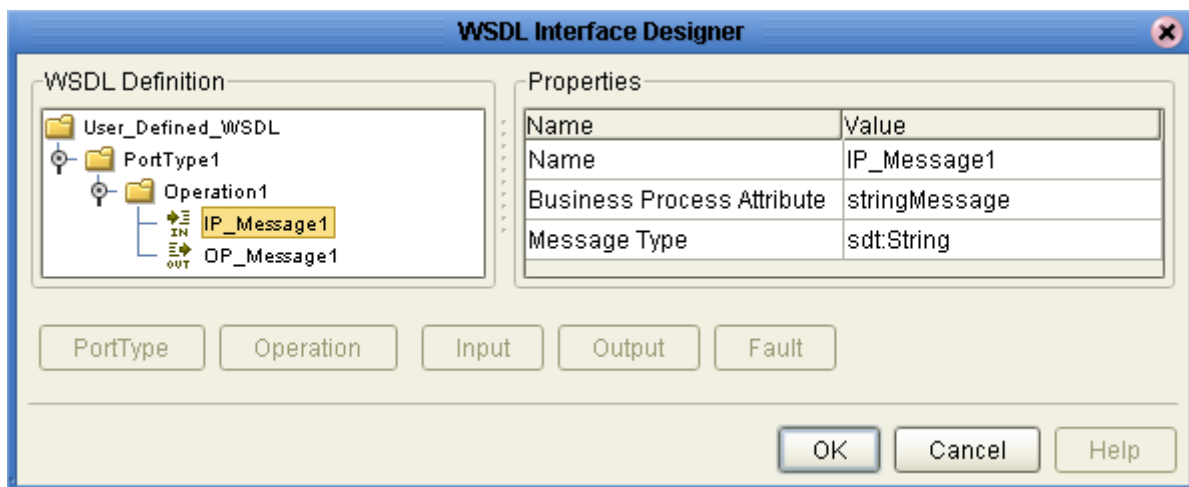 WSDL Interface Designer
WSDL Definition
User_Defined_WSDL
PortType1
Operation1
IN IP_Message1
OUT OP_Message1
Properties
Name Value
Name IP_Message1
Business Process Attribute stringMessage
Message Type sdt:String
PortType Operation Input Output Fault
OK Cancel Help